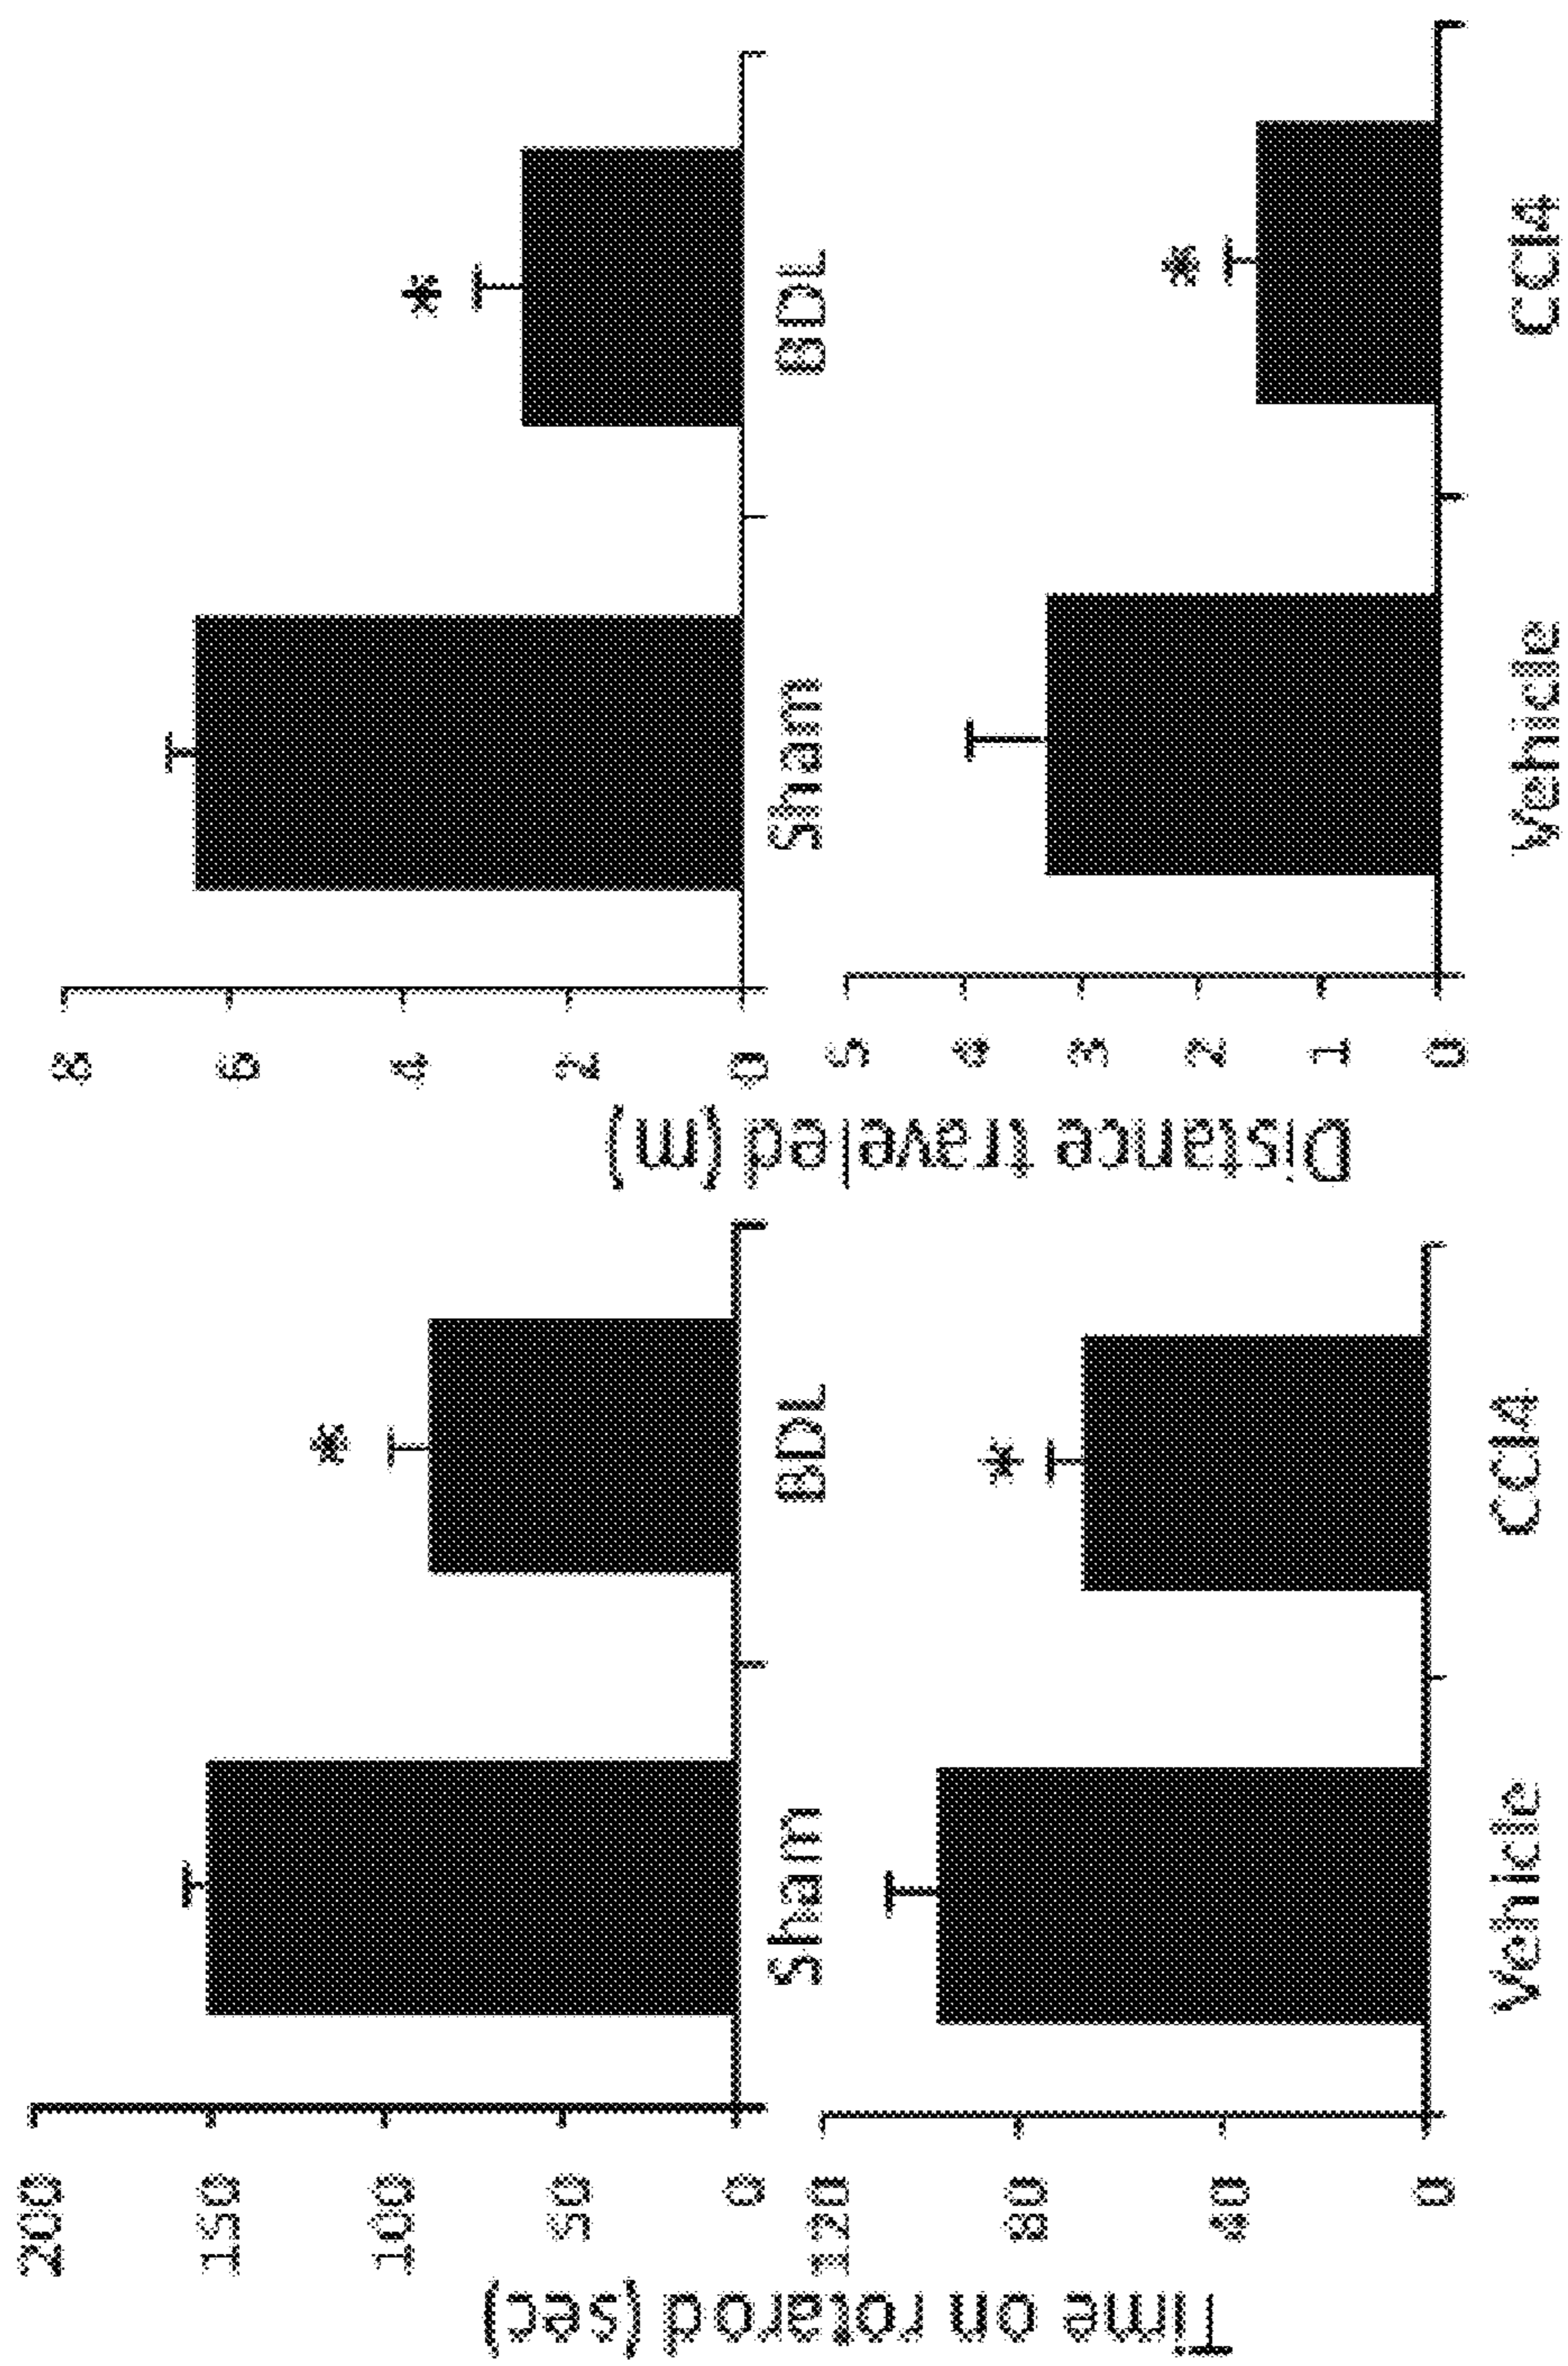 Time on rotarod (sec)
200
150
100
50
0
*
Sham
BDL
120
80
40
0
*
Vehicle
CCl4
Distance traveled (m)
8
6
4
2
0
*
Sham
BDL
5
4
3
2
1
0
*
Vehicle
CCl4